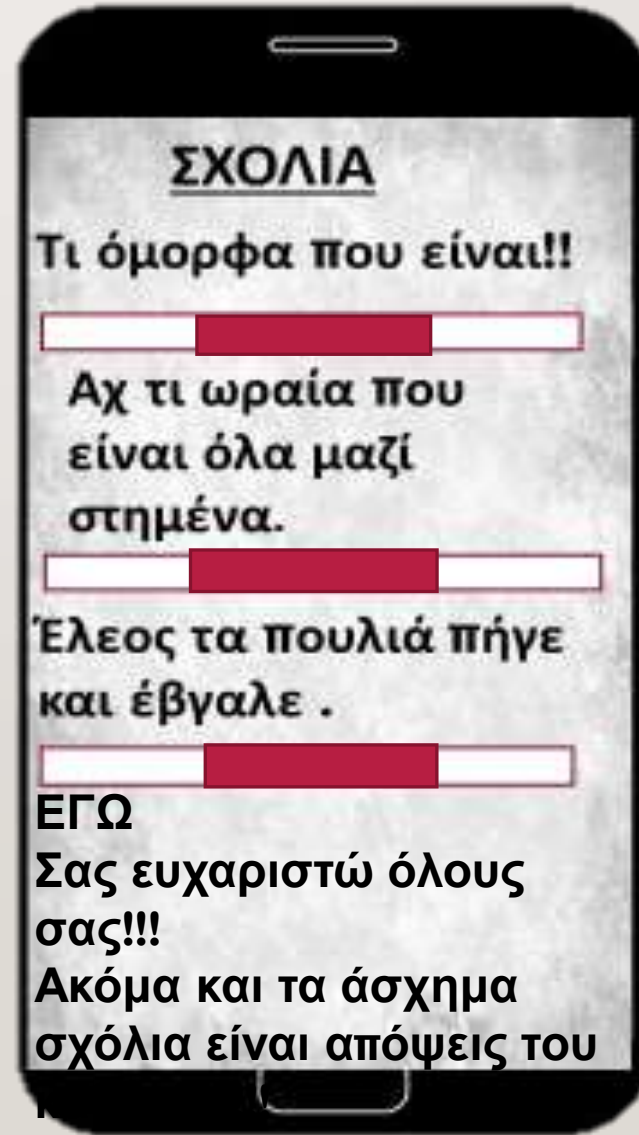 ΣΧΟΛΙΑ
Τι όμορφα που είναι!!
Αχ τι ωραία που
είναι όλα μαζί
στημένα.
Έλεος τα πουλιά πήγε
και έβγαλε .
ΕΓΩ
Σας ευχαριστώ όλους
σας!!!
Ακόμα και τα άσχημα
σχόλια είναι απόψεις του